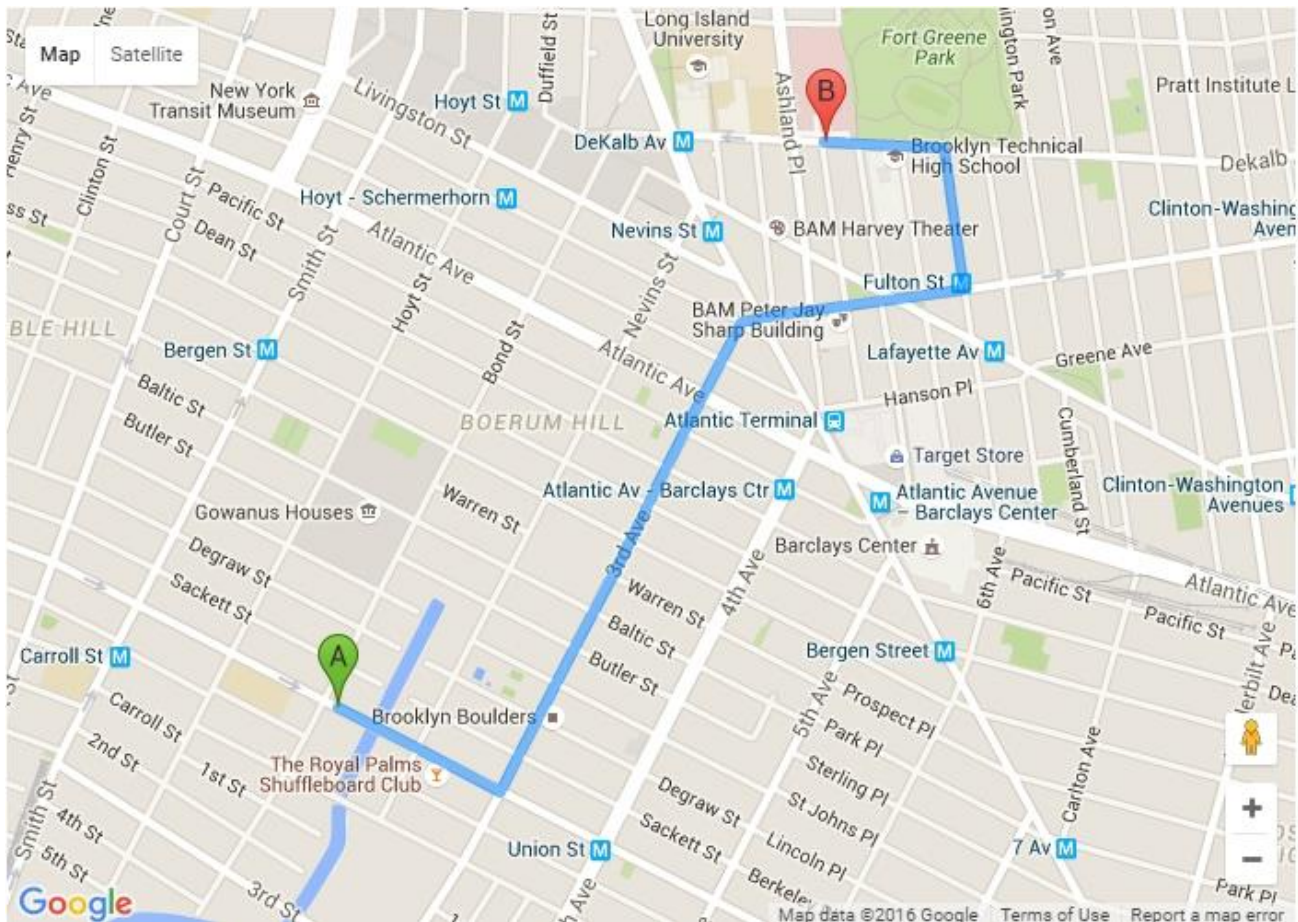 Map
Satellite
c Ave
Henry St
Clinton St
Court St
ss St
Pacific St
Dean St
New York
Transit Museum
Livingston St
Hoyt St
Duffield St
Long Island
University
Fort Greene
Park
Ashland Pl
B
Pratt Institute L
DeKalb Av
Brooklyn Technical
High School
Dekalb
Hoyt - Schermerhorn
Atlantic Ave
Smith St
Hoyt St
Nevins St
Nevins St
BAM Harvey Theater
Clinton-Washing
Aven
Fulton St
BAM Peter Jay
Sharp Building
BLE HILL
Bergen St
Bond St
Atlantic Ave
Lafayette Av
Greene Ave
Hanson Pl
Baltic St
Butler St
BOERUM HILL
Atlantic Terminal
Cumberland St
Target Store
Atlantic Av - Barclays Ctr
Atlantic Avenue
– Barclays Center
Clinton-Washington
Avenues
Warren St
Gowanus Houses
3rd Ave
4th Ave
Barclays Center
6th Ave
Pacific St
Pacific St
Atlantic Ave
Degraw St
Sackett St
Warren St
Baltic St
Butler St
Carroll St
A
Bergen Street
derbilt Ave
Dea
Brooklyn Boulders
5th Ave
Prospect Pl
Park Pl
Sterling Pl
St Johns Pl
Lincoln Pl
Carlton Ave
Carroll St
2nd St
1st St
The Royal Palms
Shuffleboard Club
Degraw St
Sackett St
Berkeley
Smith St
4th St
5th St
3rd St
Union St
7 Av
Park Pl
Google
Map data ©2016 Google
Terms of Use
Report a map error